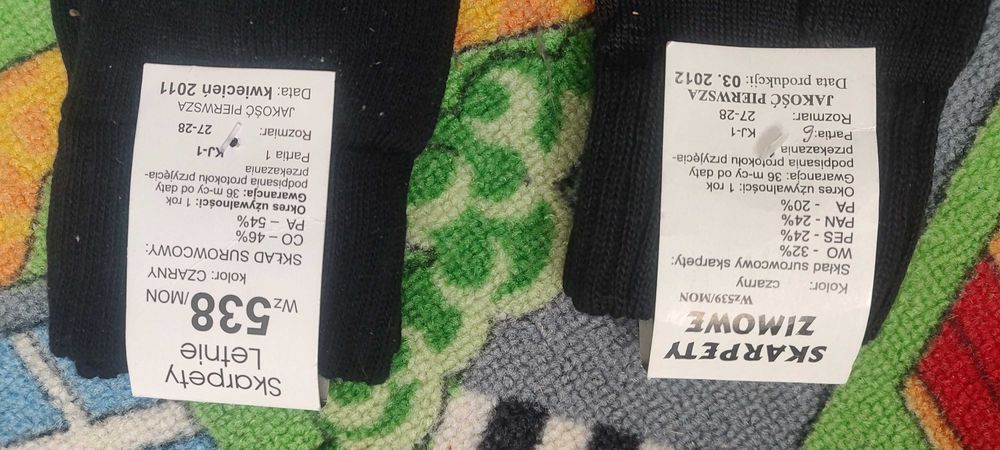 Skarpety
Letnie
Wz 538/MON
kolor: CZARNY
SKŁAD SUROWCOWY:
CO – 46%
PA – 54%
Okres używalności: 1 rok
Gwarancja: 36 m-cy od daty
podpisania protokołu przyjęcia-
przekazania
Partia 1 KJ-1
Rozmiar: 27-28
JAKOŚĆ PIERWSZA
Data: Kwiecień 2011
SKARPETY
ZIMOWE
Wz539/MON
Kolor: czarny
Skład surowcowy skarpety:
WO - 32%
PES - 24%
PAN - 24%
PA - 20%
Okres używalności: 1 rok
Gwarancja: 36 m-cy od daty
podpisania protokołu przyjęcia-
przekazania
Partia: 6 KJ-1
Rozmiar: 27-28
JAKOŚĆ PIERWSZA
Data produkcji: 03. 2012